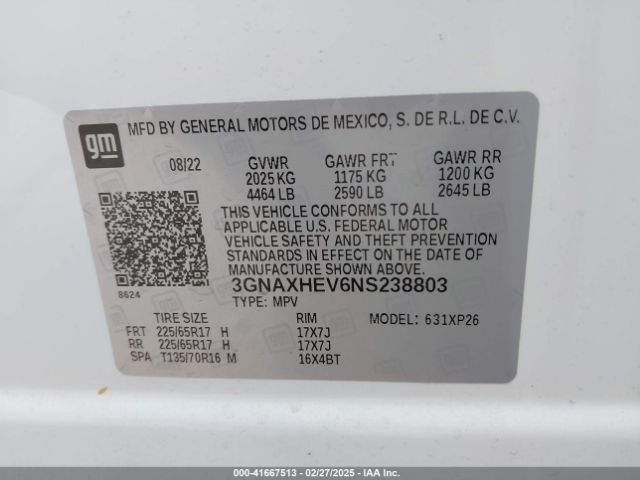 gm
MFD BY GENERAL MOTORS DE MEXICO, S. DE R.L. DE C.V.
08/22 GVWR GAWR FRT GAWR RR
2025 KG 1175 KG 1200 KG
4464 LB 2590 LB 2645 LB
THIS VEHICLE CONFORMS TO ALL
APPLICABLE U.S. FEDERAL MOTOR
VEHICLE SAFETY AND THEFT PREVENTION
STANDARDS IN EFFECT ON THE DATE OF
MANUFACTURE SHOWN ABOVE.
8624 3GNAXHEV6NS238803
TYPE: MPV
TIRE SIZE RIM MODEL: 631XP26
FRT 225/65R17 H 17X7J
RR 225/65R17 H 17X7J
SPA T135/70R16 M 16X4BT
000-41667513 - 02/27/2025 - IAA Inc.